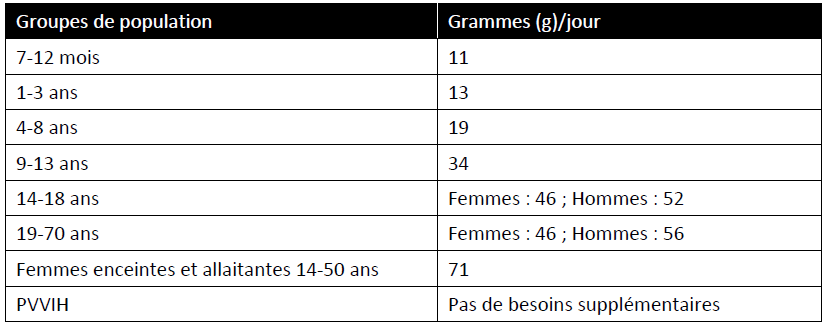 Groupes de population Grammes (g)/jour
7-12 mois 11
1-3 ans 13
4-8 ans 19
9-13 ans 34
14-18 ans Femmes : 46 ; Hommes : 52
19-70 ans Femmes : 46 ; Hommes : 56
Femmes enceintes et allaitantes 14-50 ans 71
PVVIH Pas de besoins supplémentaires